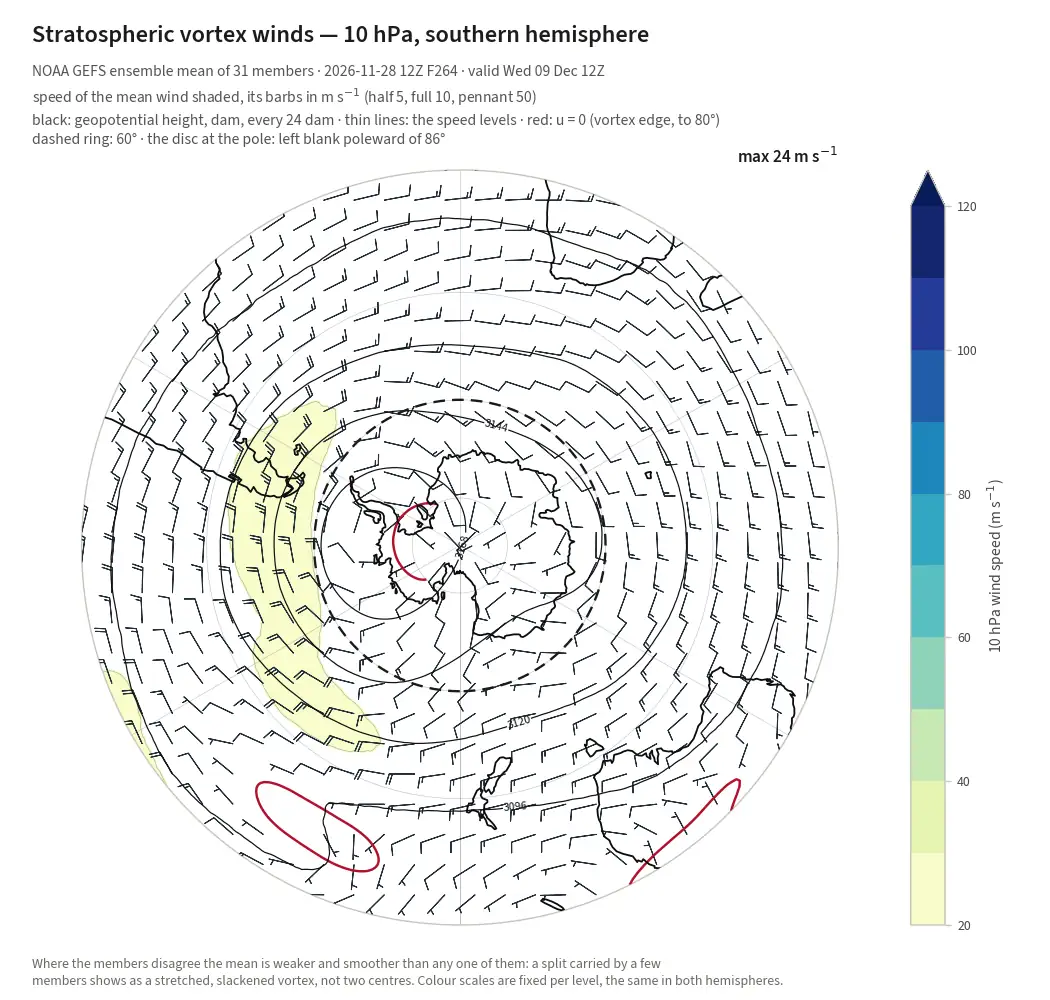 Stratospheric vortex winds — 10 hPa, southern hemisphere
NOAA GEFS ensemble mean of 31 members · 2026-11-28 12Z F264 · valid Wed 09 Dec 12Z
speed of the mean wind shaded, its barbs in m s⁻¹ (half 5, full 10, pennant 50)
black: geopotential height, dam, every 24 dam · thin lines: the speed levels · red: u = 0 (vortex edge, to 80°)
dashed ring: 60° · the disc at the pole: left blank poleward of 86°
max 24 m s⁻¹
120
100
80
60
40
20
10 hPa wind speed (m s⁻¹)
3144
3120
3096
Where the members disagree the mean is weaker and smoother than any one of them: a split carried by a few
members shows as a stretched, slackened vortex, not two centres. Colour scales are fixed per level, the same in both hemispheres.